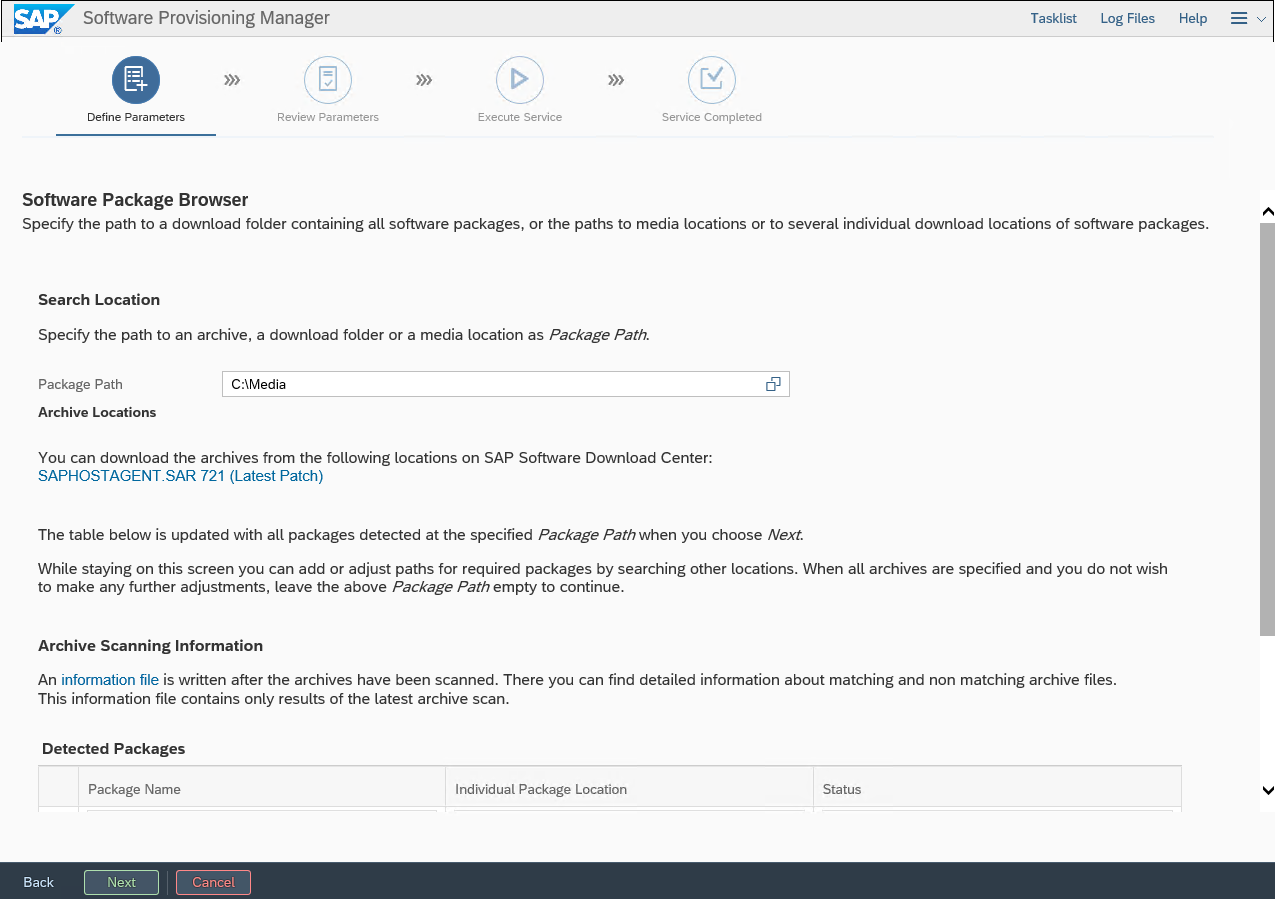 SAP® Software Provisioning Manager Tasklist Log Files Help
Define Parameters Review Parameters Execute Service Service Completed
Software Package Browser
Specify the path to a download folder containing all software packages, or the paths to media locations or to several individual download locations of software packages.
Search Location
Specify the path to an archive, a download folder or a media location as Package Path.
Package Path C:\Media
Archive Locations
You can download the archives from the following locations on SAP Software Download Center:
SAPHOSTAGENT.SAR 721 (Latest Patch)
The table below is updated with all packages detected at the specified Package Path when you choose Next.
While staying on this screen you can add or adjust paths for required packages by searching other locations. When all archives are specified and you do not wish
to make any further adjustments, leave the above Package Path empty to continue.
Archive Scanning Information
An information file is written after the archives have been scanned. There you can find detailed information about matching and non matching archive files.
This information file contains only results of the latest archive scan.
Detected Packages
Package Name Individual Package Location Status
Back Next Cancel